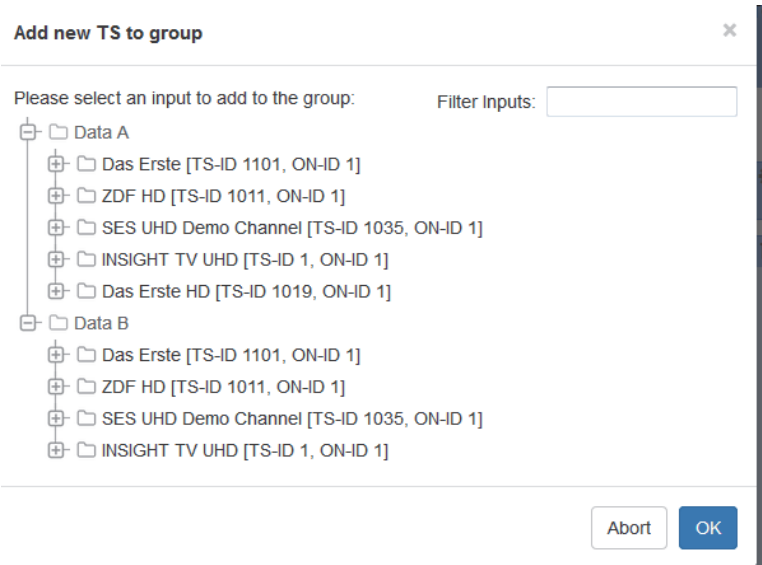 Add new TS to group
×
Please select an input to add to the group:
Filter Inputs:
Data A
Das Erste [TS-ID 1101, ON-ID 1]
ZDF HD [TS-ID 1011, ON-ID 1]
SES UHD Demo Channel [TS-ID 1035, ON-ID 1]
INSIGHT TV UHD [TS-ID 1, ON-ID 1]
Das Erste HD [TS-ID 1019, ON-ID 1]
Data B
Das Erste [TS-ID 1101, ON-ID 1]
ZDF HD [TS-ID 1011, ON-ID 1]
SES UHD Demo Channel [TS-ID 1035, ON-ID 1]
INSIGHT TV UHD [TS-ID 1, ON-ID 1]
Abort
OK